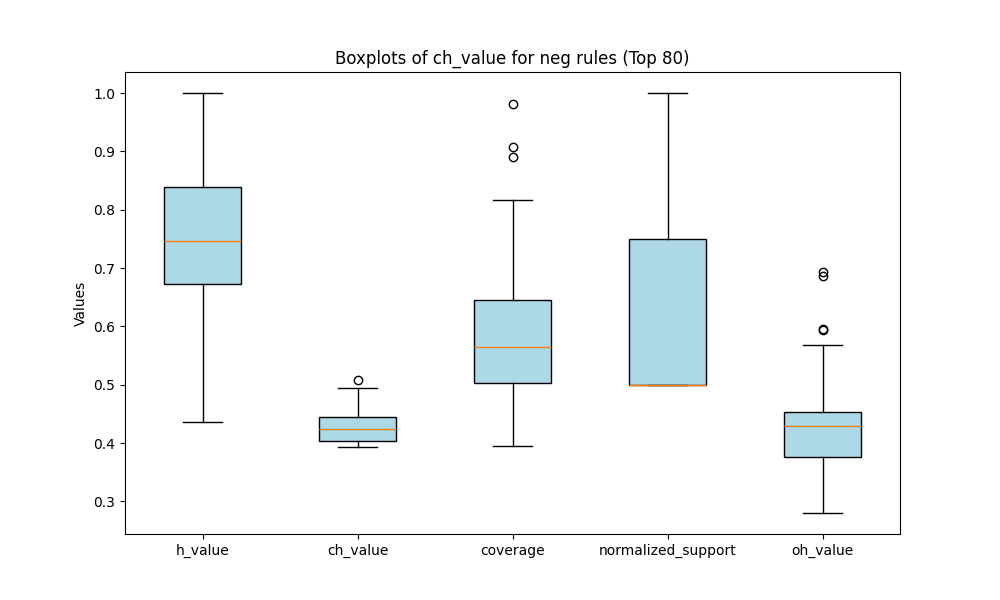 Boxplots of ch_value for neg rules (Top 80)
Values
1.0
0.9
0.8
0.7
0.6
0.5
0.4
0.3
h_value ch_value coverage normalized_support oh_value